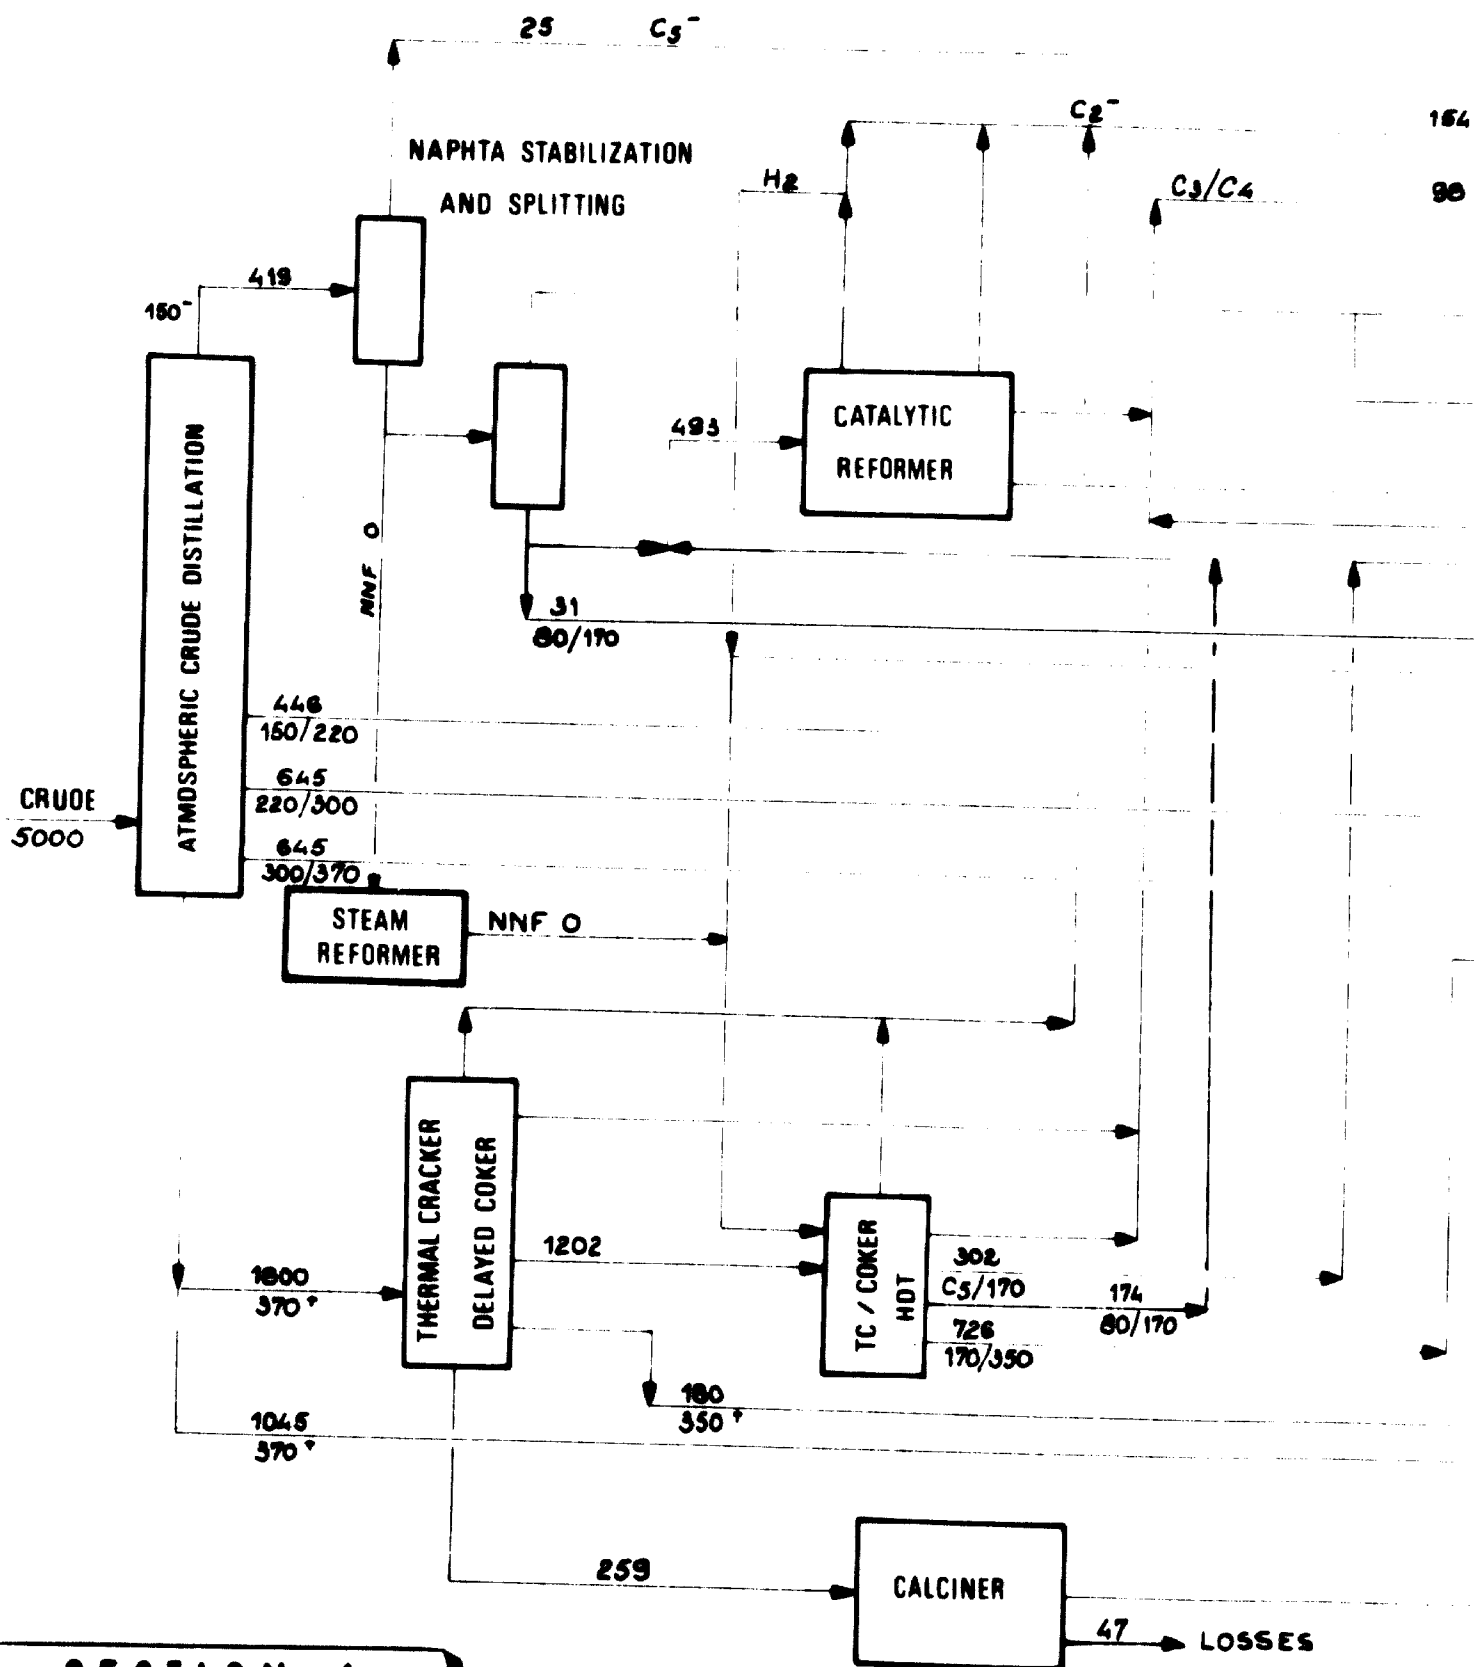 25 C5-
C2- 164
NAPHTA STABILIZATION
AND SPLITTING
H2
C3/C4 98
419
150-
493
CATALYTIC
REFORMER
ATMOSPHERIC CRUDE DISTILLATION
NNF 0
31
80/170
446
150/220
645
220/300
CRUDE
5000
645
300/370
STEAM
REFORMER
NNF 0
THERMAL CRACKER
DELAYED COKER
1202
TC / COKER
HDT
302
C5/170
174
80/170
726
170/350
1800
370+
180
350+
1045
370+
259
CALCINER
47 LOSSES